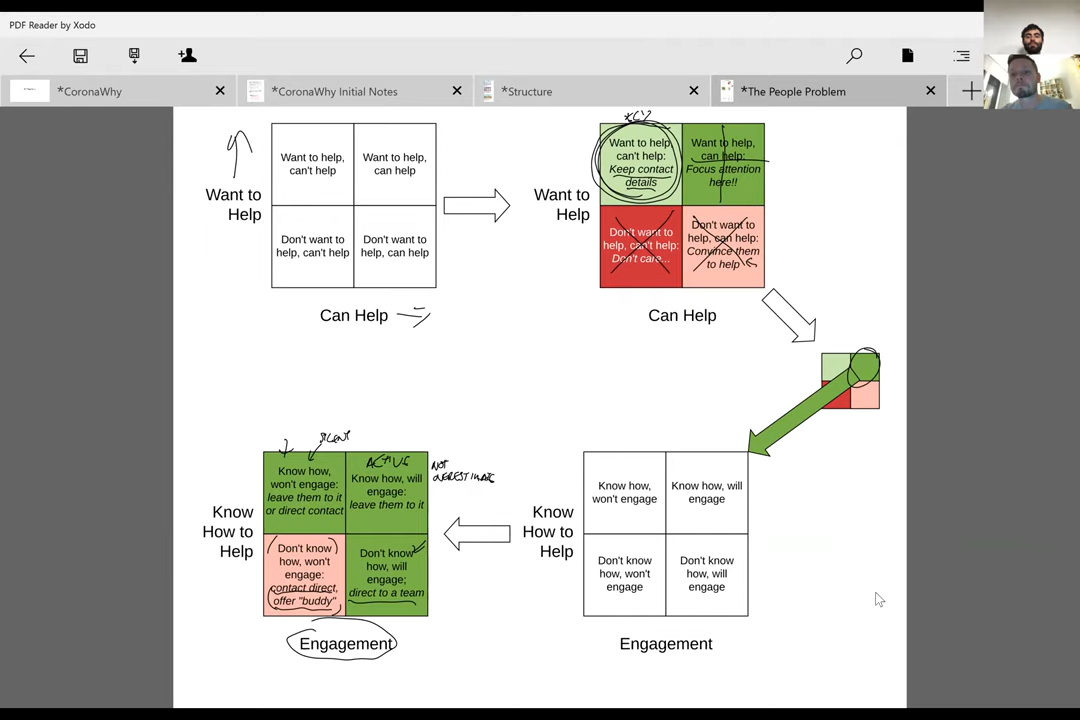 PDF Reader by Xodo
*CoronaWhy
*CoronaWhy Initial Notes
*Structure
*The People Problem
Want to
Help
Want to help,
can't help
Want to help,
can help
Don't want to
help, can't help
Don't want to
help, can help
Can Help
Want to
Help
Want to help,
can't help:
Keep contact
details
Want to help,
can help:
Focus attention
here!!
Don't want to
help, can't help:
Don't care...
Don't want to
help, can help:
Convince them
to help
Can Help
SILENT
ACTIVE
NOT
OVERESTIMATE
Know
How to
Help
Know how,
won't engage:
leave them to it
or direct contact
Know how, will
engage:
leave them to it
Don't know
how, won't
engage:
contact direct,
offer "buddy"
Don't know
how, will
engage;
direct to a team
Engagement
Know
How to
Help
Know how,
won't engage
Know how, will
engage
Don't know
how, won't
engage
Don't know
how, will
engage
Engagement